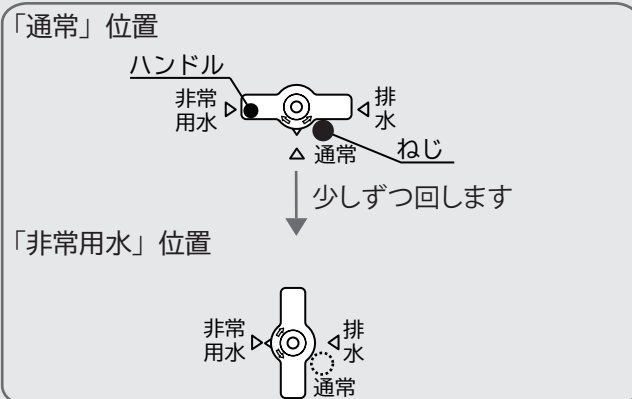 「通常」位置
ハンドル
非常
用水
排
水
通常
ねじ
少しずつ回します
「非常用水」位置
非常
用水
排
水
通常